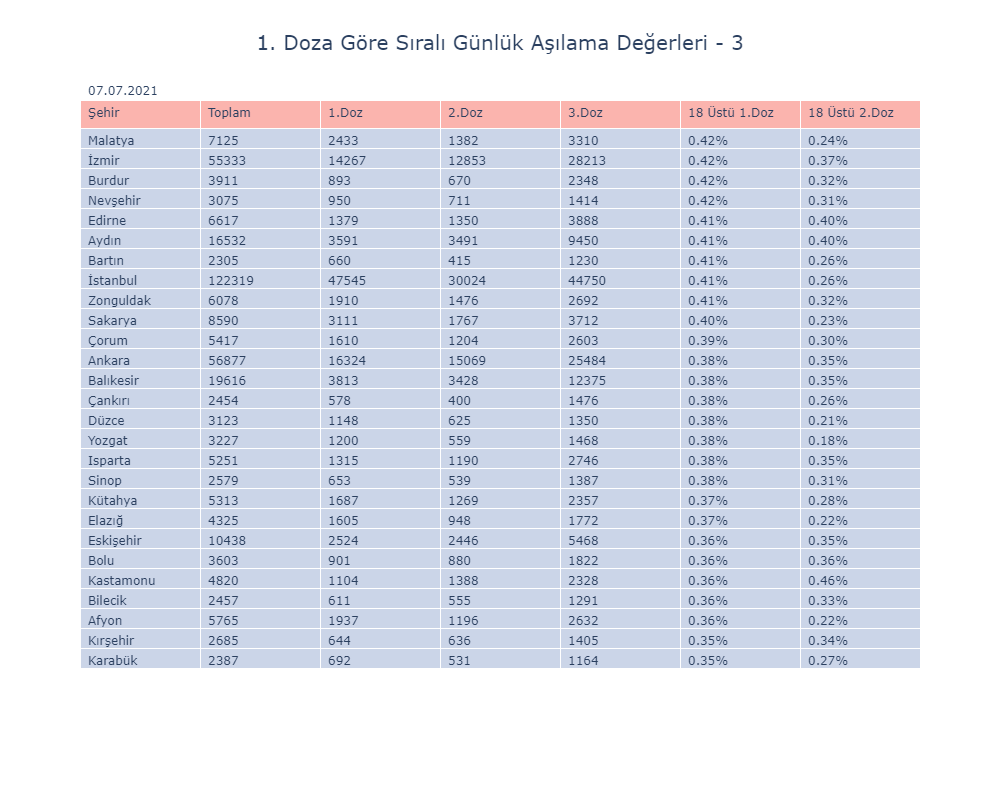 1. Doza Göre Sıralı Günlük Aşılama Değerleri - 3
07.07.2021
Şehir Toplam 1.Doz 2.Doz 3.Doz 18 Üstü 1.Doz 18 Üstü 2.Doz
Malatya 7125 2433 1382 3310 0.42% 0.24%
İzmir 55333 14267 12853 28213 0.42% 0.37%
Burdur 3911 893 670 2348 0.42% 0.32%
Nevşehir 3075 950 711 1414 0.42% 0.31%
Edirne 6617 1379 1350 3888 0.41% 0.40%
Aydın 16532 3591 3491 9450 0.41% 0.40%
Bartın 2305 660 415 1230 0.41% 0.26%
İstanbul 122319 47545 30024 44750 0.41% 0.26%
Zonguldak 6078 1910 1476 2692 0.41% 0.32%
Sakarya 8590 3111 1767 3712 0.40% 0.23%
Çorum 5417 1610 1204 2603 0.39% 0.30%
Ankara 56877 16324 15069 25484 0.38% 0.35%
Balıkesir 19616 3813 3428 12375 0.38% 0.35%
Çankırı 2454 578 400 1476 0.38% 0.26%
Düzce 3123 1148 625 1350 0.38% 0.21%
Yozgat 3227 1200 559 1468 0.38% 0.18%
Isparta 5251 1315 1190 2746 0.38% 0.35%
Sinop 2579 653 539 1387 0.38% 0.31%
Kütahya 5313 1687 1269 2357 0.37% 0.28%
Elazığ 4325 1605 948 1772 0.37% 0.22%
Eskişehir 10438 2524 2446 5468 0.36% 0.35%
Bolu 3603 901 880 1822 0.36% 0.36%
Kastamonu 4820 1104 1388 2328 0.36% 0.46%
Bilecik 2457 611 555 1291 0.36% 0.33%
Afyon 5765 1937 1196 2632 0.36% 0.22%
Kırşehir 2685 644 636 1405 0.35% 0.34%
Karabük 2387 692 531 1164 0.35% 0.27%